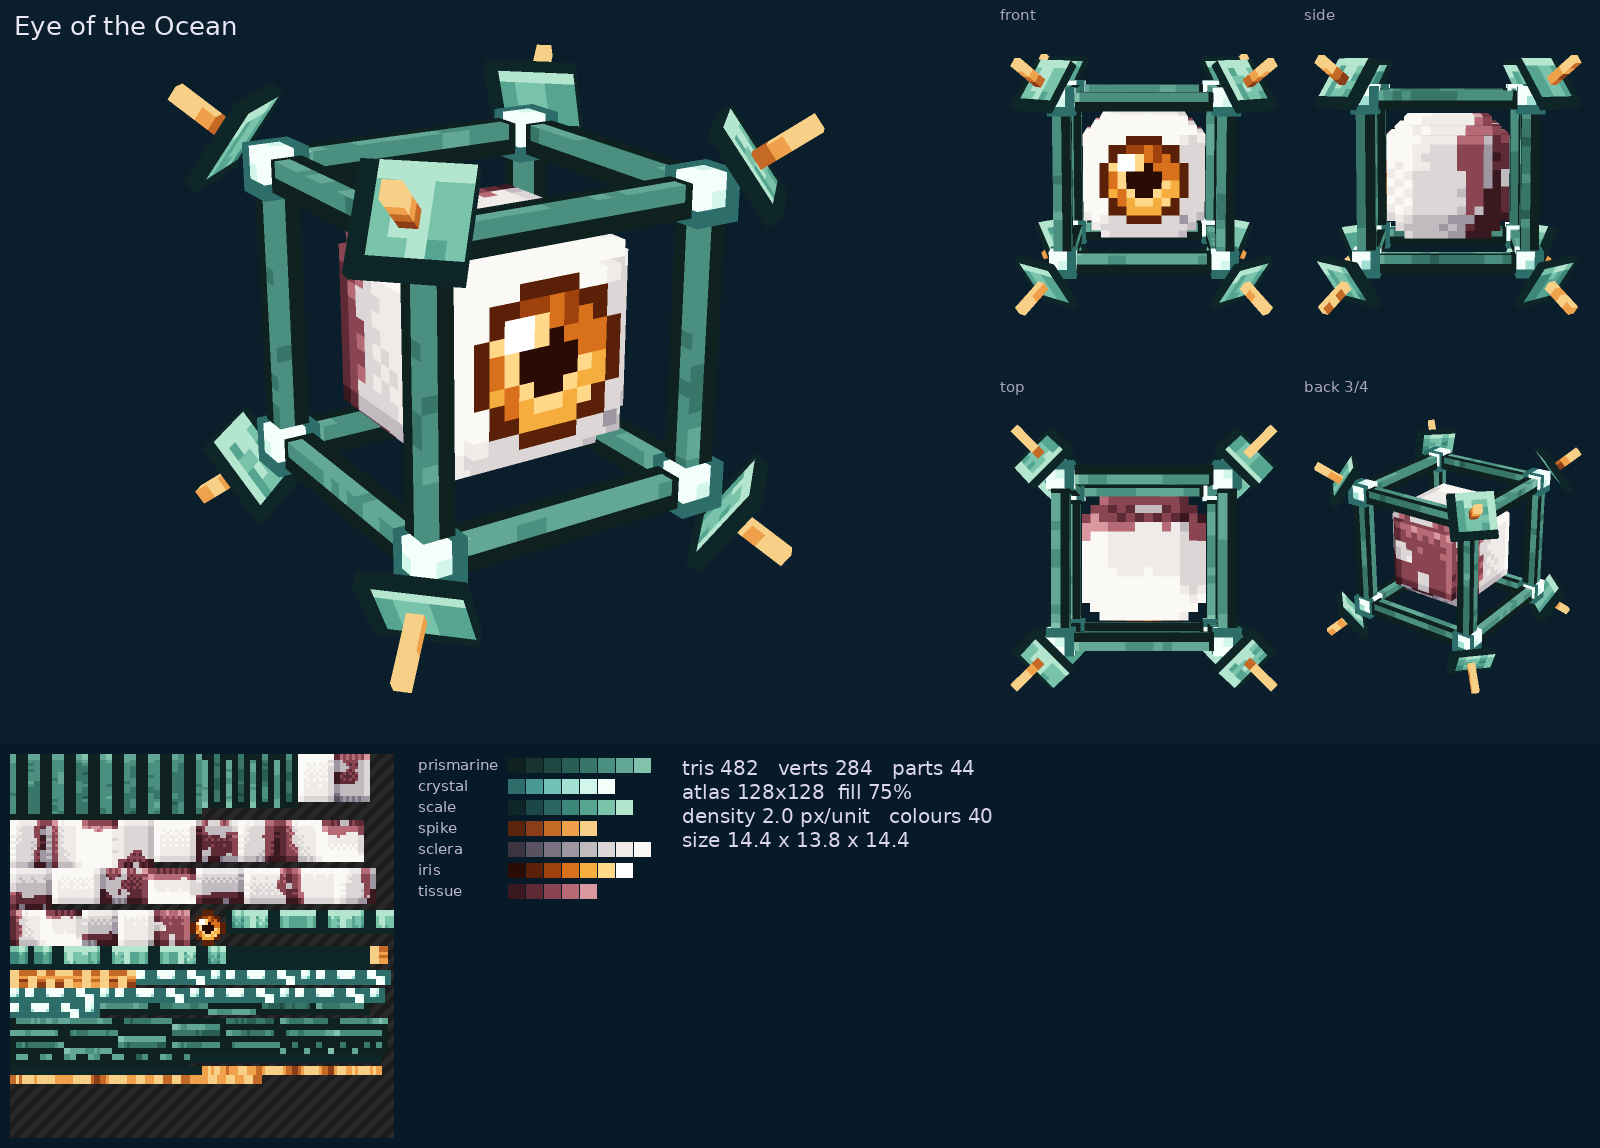 Eye of the Ocean
front
side
top
back 3/4
prismarine
crystal
scale
spike
sclera
iris
tissue
tris 482   verts 284   parts 44
atlas 128x128  fill 75%
density 2.0 px/unit   colours 40
size 14.4 x 13.8 x 14.4